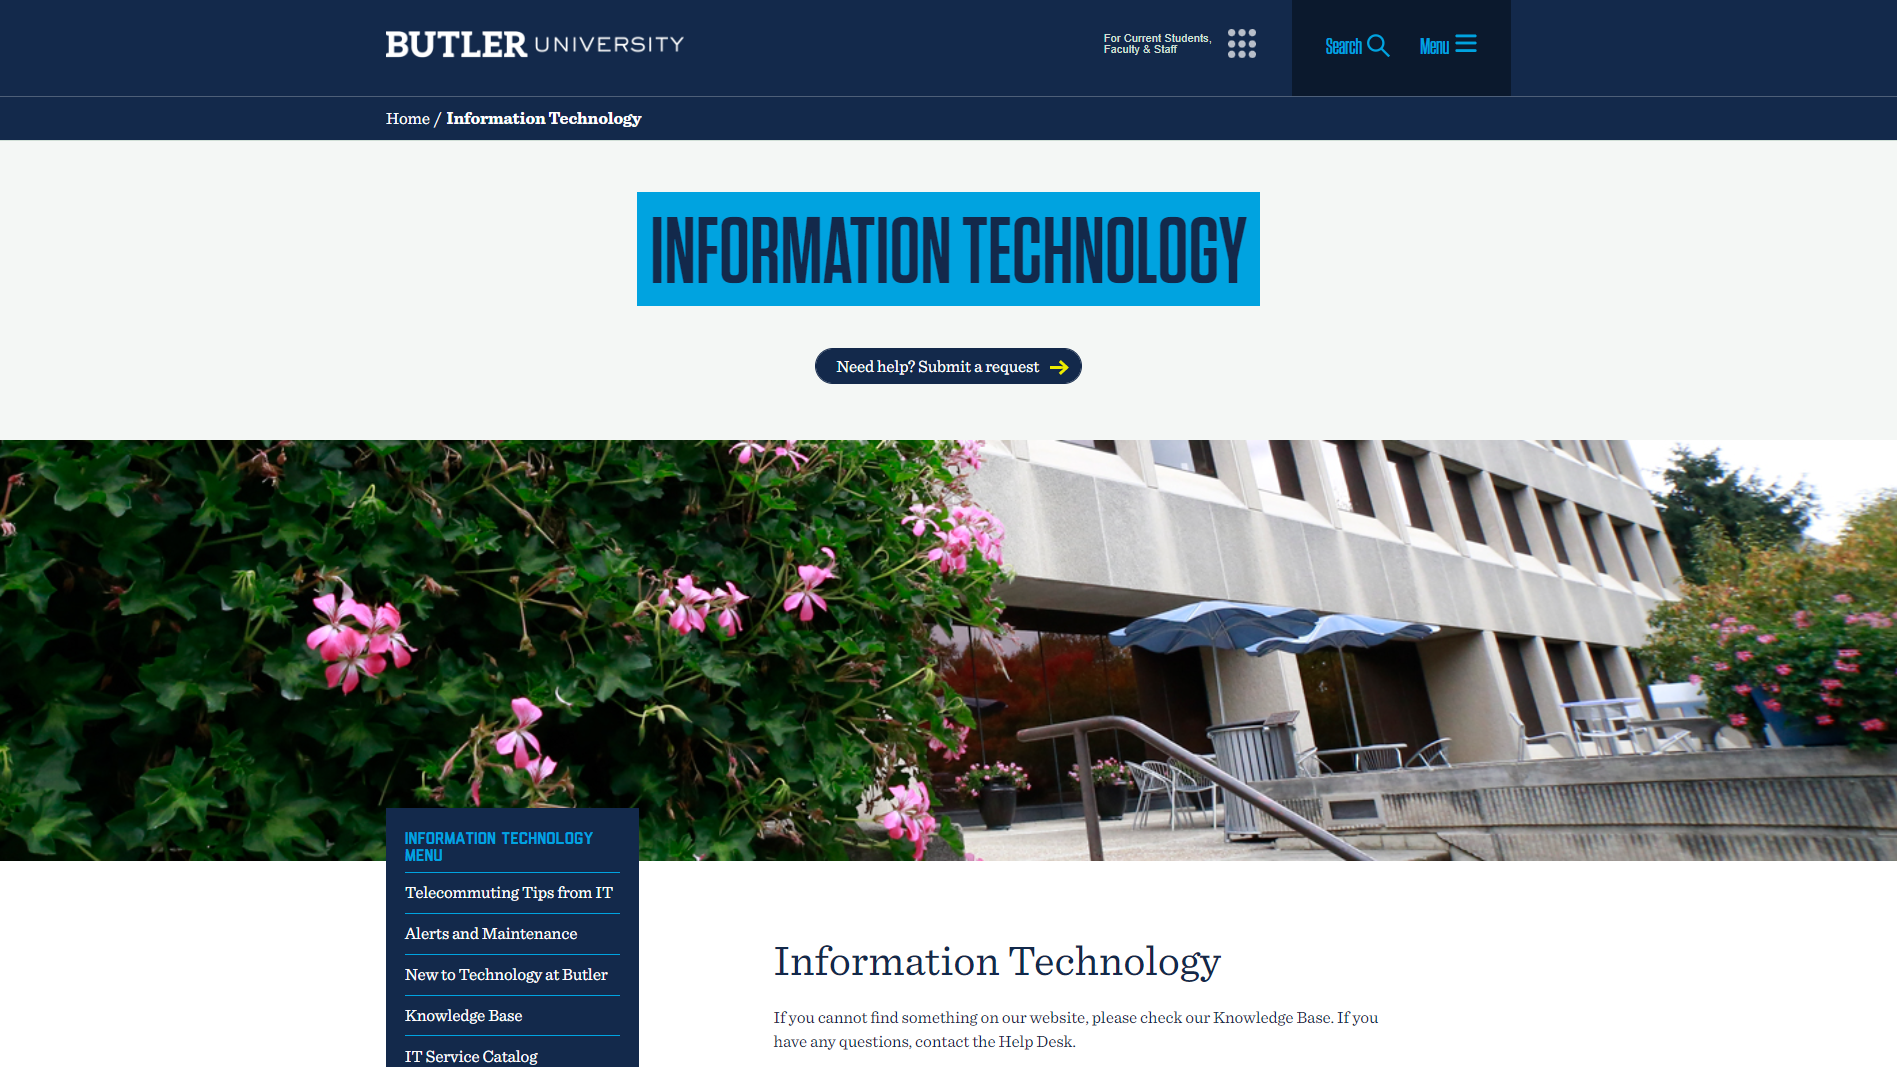 BUTLER UNIVERSITY
For Current Students,
Faculty & Staff
Search
Menu
Home / Information Technology
INFORMATION TECHNOLOGY
Need help? Submit a request
INFORMATION TECHNOLOGY
MENU
Telecommuting Tips from IT
Alerts and Maintenance
New to Technology at Butler
Knowledge Base
IT Service Catalog
Information Technology
If you cannot find something on our website, please check our Knowledge Base. If you
have any questions, contact the Help Desk.